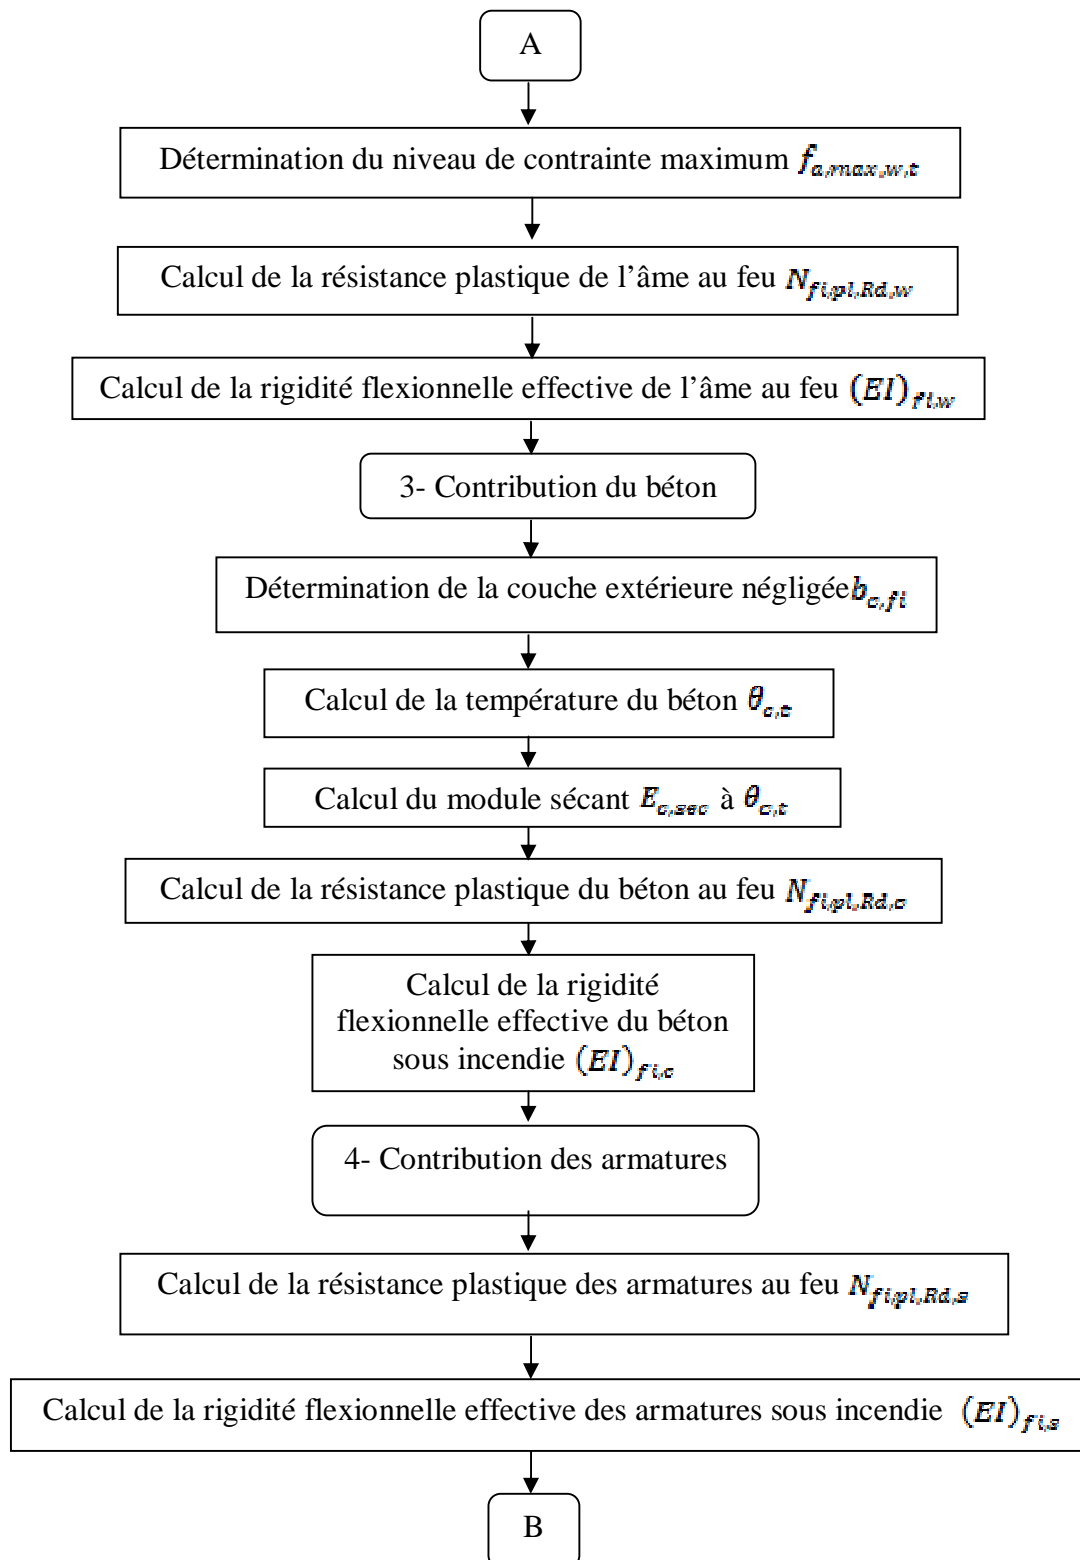 A
Détermination du niveau de contrainte maximum f_{a,max,w,t}
Calcul de la résistance plastique de l’âme au feu N_{fi,pl,Rd,w}
Calcul de la rigidité flexionnelle effective de l’âme au feu (EI)_{fi,w}
3- Contribution du béton
Détermination de la couche extérieure négligée b_{c,fi}
Calcul de la température du béton θ_{c,t}
Calcul du module sécant E_{c,sec} à θ_{c,t}
Calcul de la résistance plastique du béton au feu N_{fi,pl,Rd,c}
Calcul de la rigidité
flexionnelle effective du béton
sous incendie (EI)_{fi,c}
4- Contribution des armatures
Calcul de la résistance plastique des armatures au feu N_{fi,pl,Rd,s}
Calcul de la rigidité flexionnelle effective des armatures sous incendie (EI)_{fi,s}
B